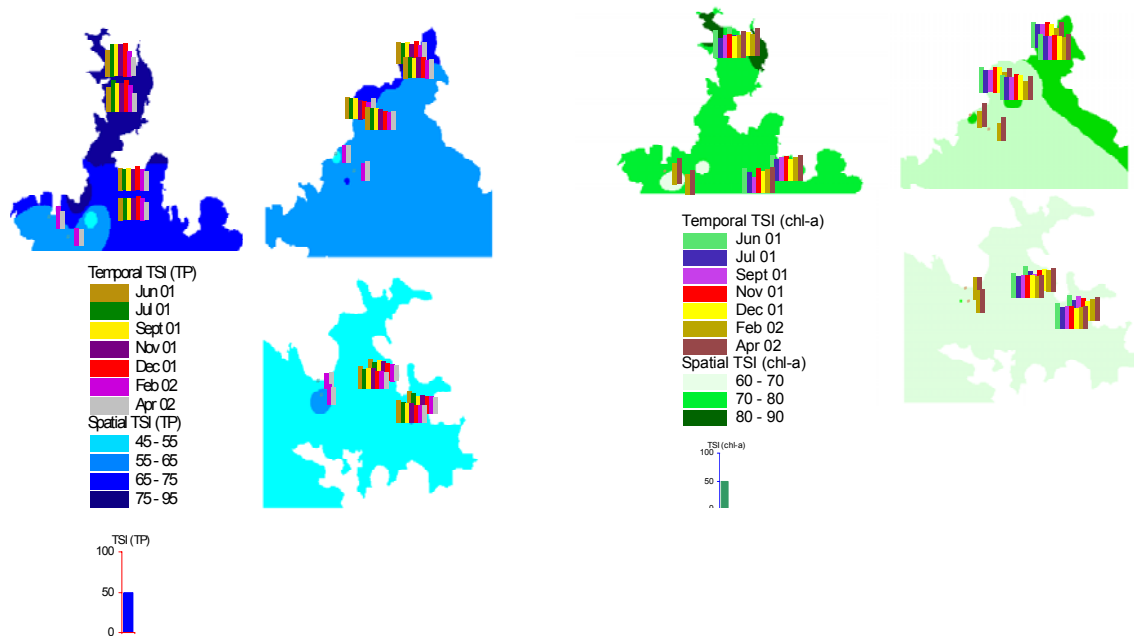 Temporal TSI (TP)
Jun 01
Jul 01
Sept 01
Nov 01
Dec 01
Feb 02
Apr 02
Spatial TSI (TP)
45 - 55
55 - 65
65 - 75
75 - 95
TSI (TP)
100
50
0
Temporal TSI (chl-a)
Jun 01
Jul 01
Sept 01
Nov 01
Dec 01
Feb 02
Apr 02
Spatial TSI (chl-a)
60 - 70
70 - 80
80 - 90
TSI (chl-a)
100
50
0